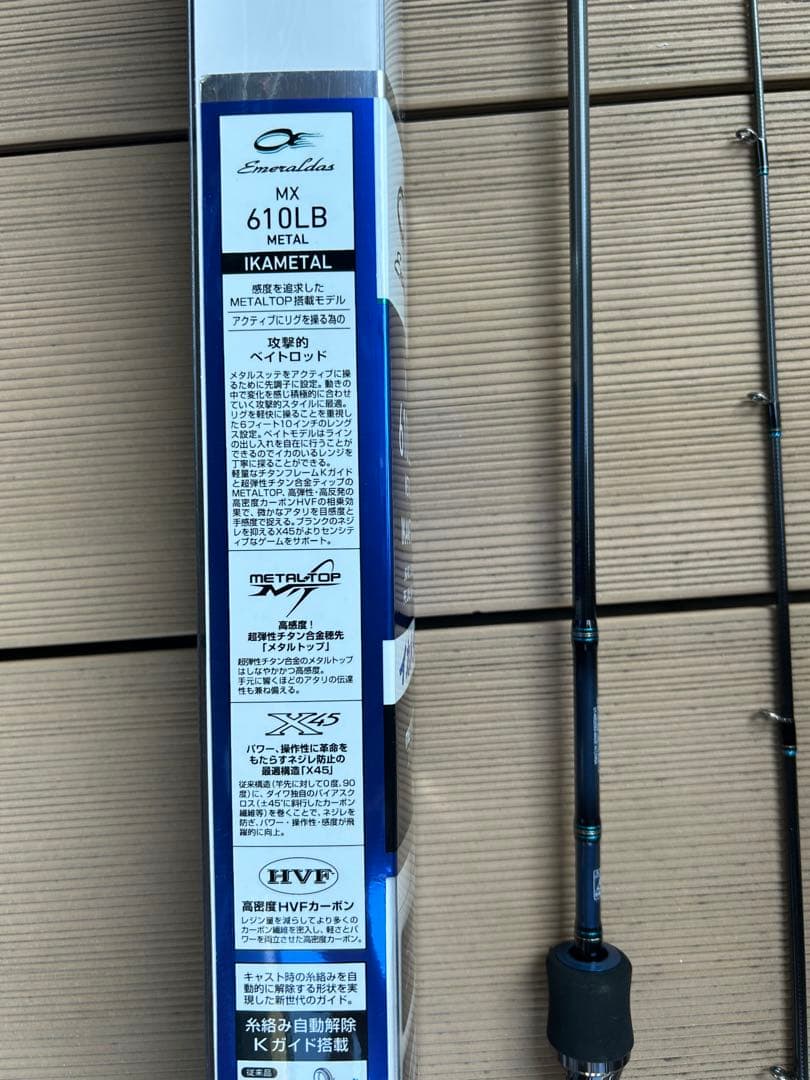 Emeraldas
MX
610LB
METAL
IKAMETAL
感度を追求した
METALTOP搭載モデル
アクティブにリグを操る為の
攻撃的
ベイトロッド
メタルスッテをアクティブに操
るために先調子に設定。動きの
中で変化を感じ積極的に合わせ
ていく攻撃的スタイルに最適。
リグを軽快に操ることを重視し
た6フィート10インチのレング
ス設定。ベイトモデルはライン
の出し入れを自在に行うことが
できるのでイカのいるレンジを
丁寧に探ることができる。
軽量なチタンフレームKガイド
と超弾性チタン合金ティップの
METALTOP、高弾性・高反発の
高密度カーボンHVFの相乗効
果で、微かなアタリを目感度と
手感度で捉える。ブランクのネジ
レを抑えるX45がよりセンシテ
ィブなゲームをサポート。
METAL TOP
MT
高感度！
超弾性チタン合金穂先
「メタルトップ」
超弾性チタン合金のメタルトップ
はしなやかかつ高感度。
手元に響くほどのアタリの伝達
性も兼ね備える。
X45
パワー、操作性に革命を
もたらすネジレ防止の
最適構造「X45」
従来構造(竿先に対して0度、90
度)に、ダイワ独自のバイアスク
ロス(±45°に斜行したカーボン
繊維等)を巻くことで、ネジレを
防ぎ、パワー・操作性・感度が飛
躍的に向上。
HVF
高密度HVFカーボン
レジン量を減らしてより多くの
カーボン繊維を密入し、軽さとパ
ワーを両立させた高密度カーボン。
キャスト時の糸絡みを自
動的に解除する形状を実
現した新世代のガイド。
糸絡み自動解除
Kガイド搭載
従来品